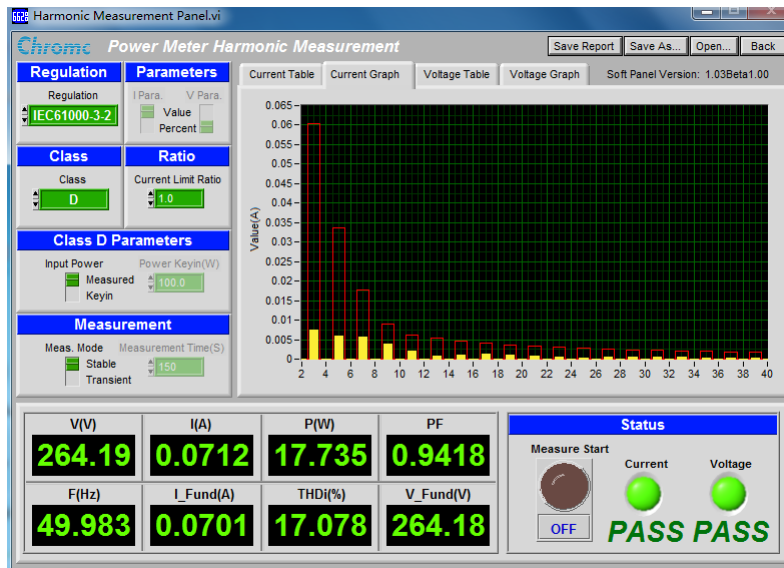 6628 Harmonic Measurement Panel.vi
Chroma Power Meter Harmonic Measurement
Save Report Save As... Open... Back
Regulation Parameters
Current Table Current Graph Voltage Table Voltage Graph Soft Panel Version: 1.03Beta1.00
Regulation
IEC61000-3-2
I Para. V Para.
Value
Percent
Class Ratio
Class
D
Current Limit Ratio
1.0
Class D Parameters
Input Power Power Keyin(W)
Measured 100.0
Keyin
Measurement
Meas. Mode Measurement Time(S)
Stable 150
Transient
Value(A)
0.065
0.06
0.055
0.05
0.045
0.04
0.035
0.03
0.025
0.02
0.015
0.01
0.005
0
2 4 6 8 10 12 14 16 18 20 22 24 26 28 30 32 34 36 38 40
V(V) I(A) P(W) PF
264.19 0.0712 17.735 0.9418
F(Hz) I_Fund(A) THDi(%) V_Fund(V)
49.983 0.0701 17.078 264.18
Status
Measure Start
Current Voltage
OFF
PASS PASS